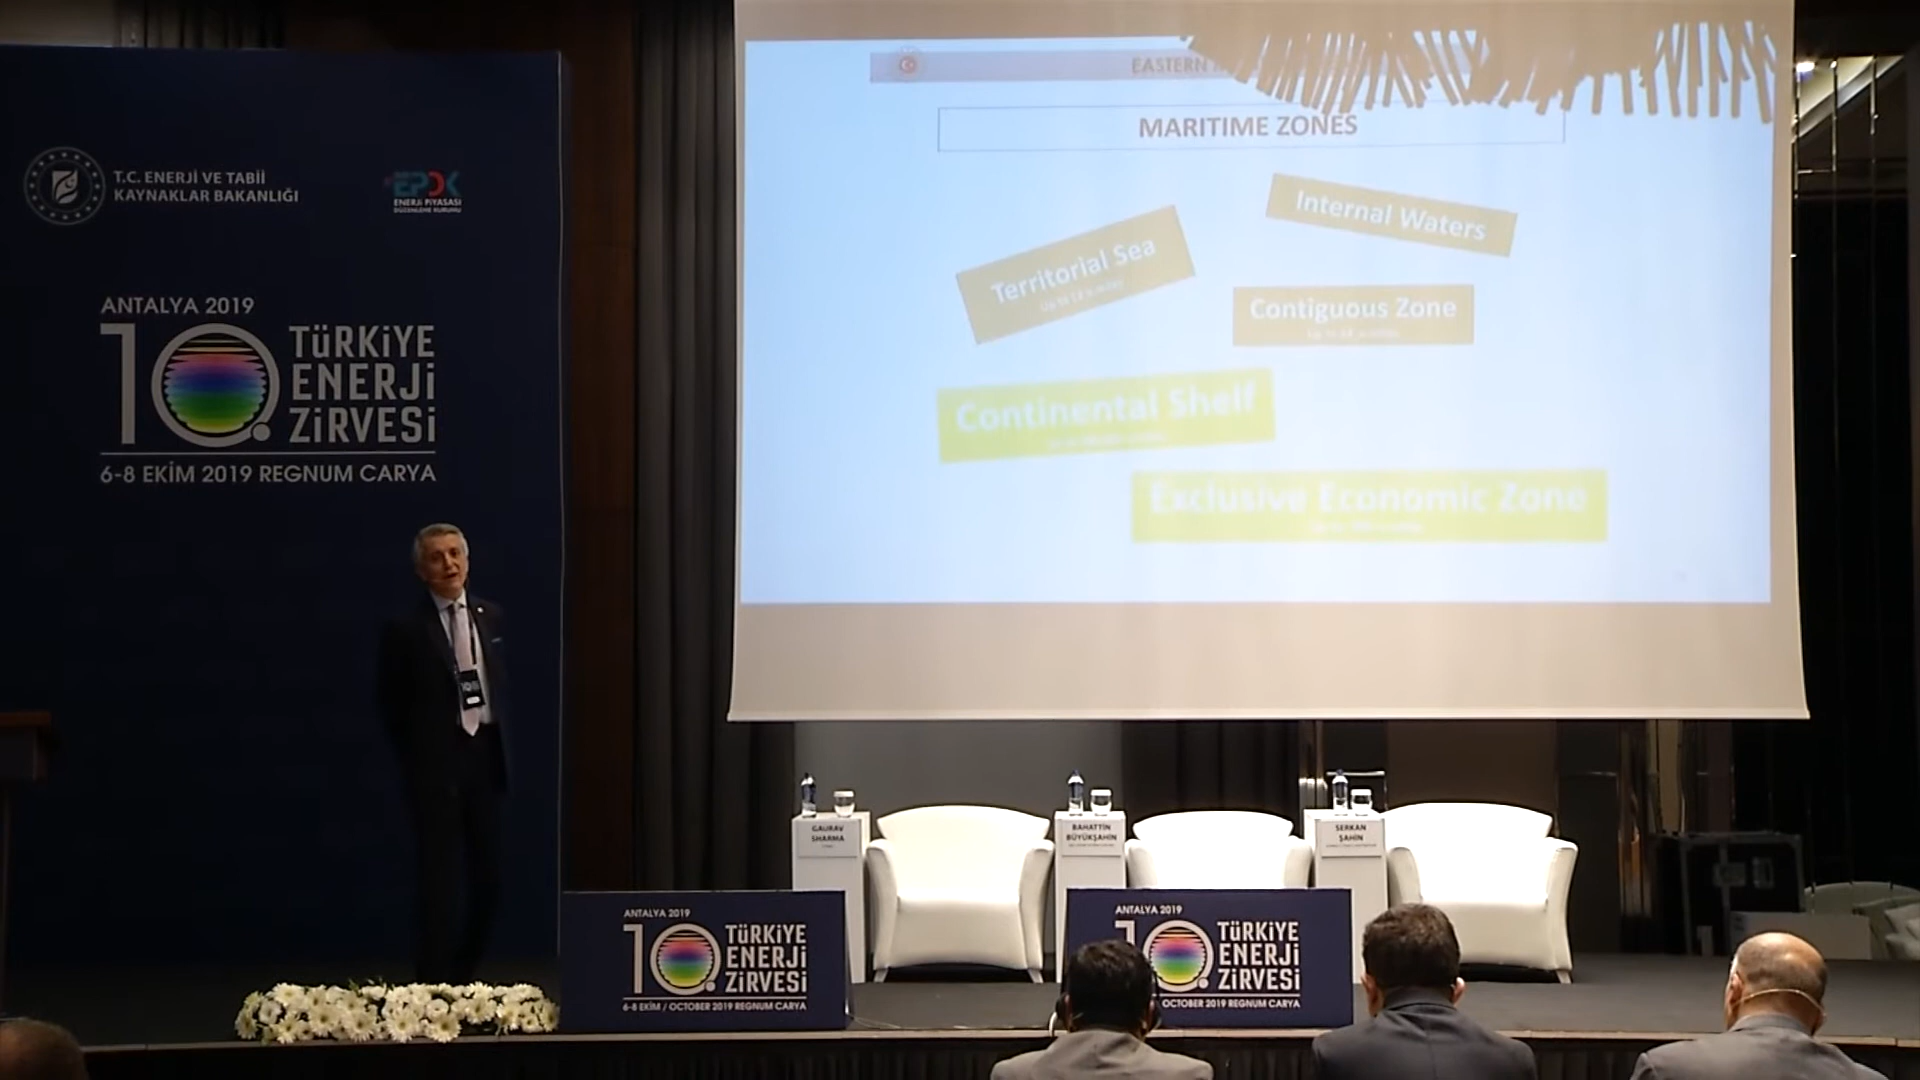 T.C. ENERJİ VE TABİİ
KAYNAKLAR BAKANLIĞI
EPDK
ENERJİ PİYASASI
DÜZENLEME KURUMU
ANTALYA 2019
10. TÜRKİYE
ENERJİ
ZİRVESİ
6-8 EKİM 2019 REGNUM CARYA
EASTERN
MARITIME ZONES
Internal Waters
Territorial Sea
Contiguous Zone
Continental Shelf
Exclusive Economic Zone
GAURAV
SHARMA
BAHATTİN
BÜYÜKŞAHİN
SERKAN
ŞAHİN
ANTALYA 2019
10. TÜRKİYE
ENERJİ
ZİRVESİ
6-8 EKİM / OCTOBER 2019 REGNUM CARYA
ANTALYA 2019
10. TÜRKİYE
ENERJİ
ZİRVESİ
OCTOBER 2019 REGNUM CARYA